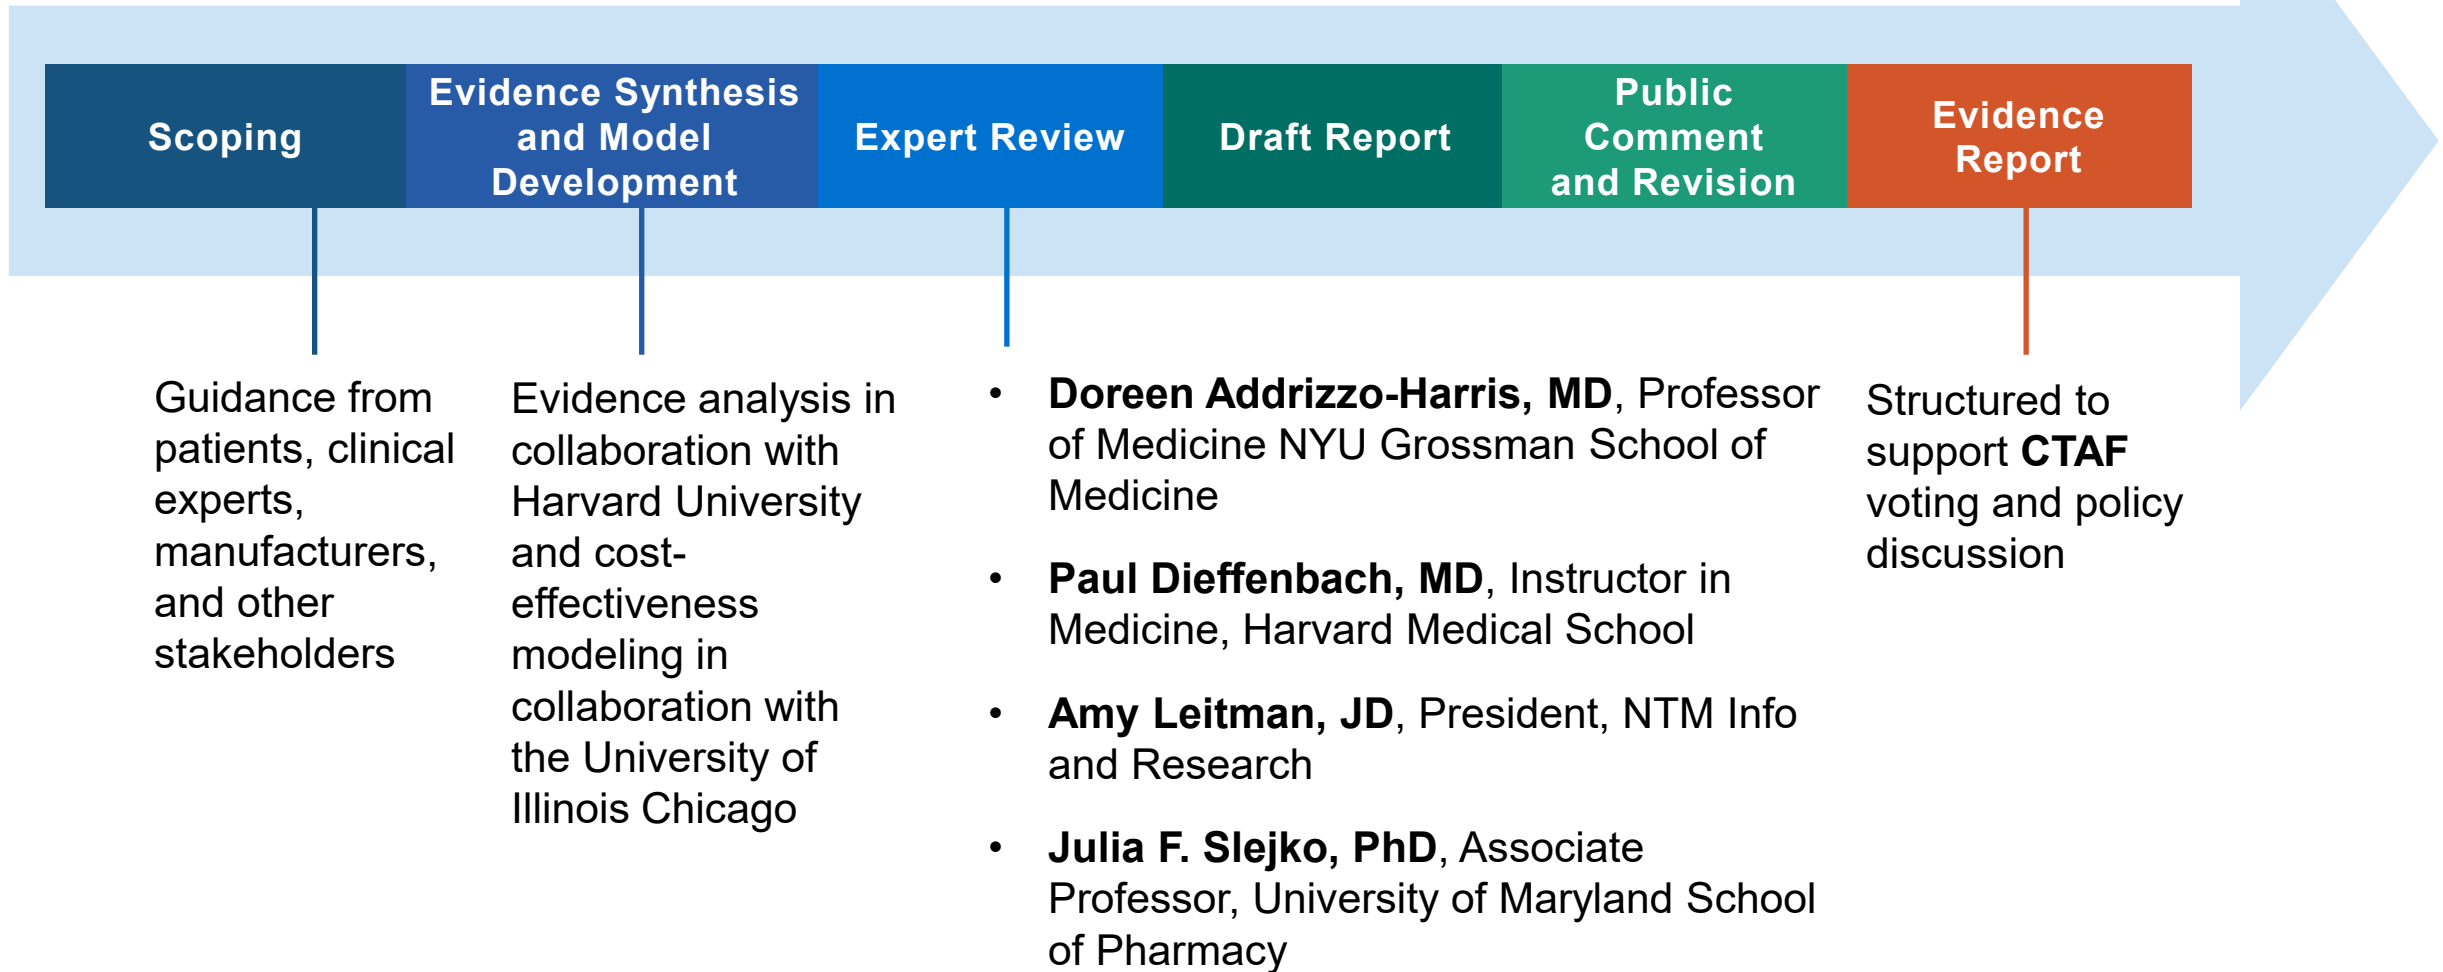 Scoping
Evidence Synthesis
and Model
Development
Expert Review
Draft Report
Public
Comment
and Revision
Evidence
Report
Guidance from
patients, clinical
experts,
manufacturers,
and other
stakeholders
Evidence analysis in
collaboration with
Harvard University
and cost-
effectiveness
modeling in
collaboration with
the University of
Illinois Chicago
• Doreen Addrizzo-Harris, MD, Professor
of Medicine NYU Grossman School of
Medicine
• Paul Dieffenbach, MD, Instructor in
Medicine, Harvard Medical School
• Amy Leitman, JD, President, NTM Info
and Research
• Julia F. Slejko, PhD, Associate
Professor, University of Maryland School
of Pharmacy
Structured to
support CTAF
voting and policy
discussion